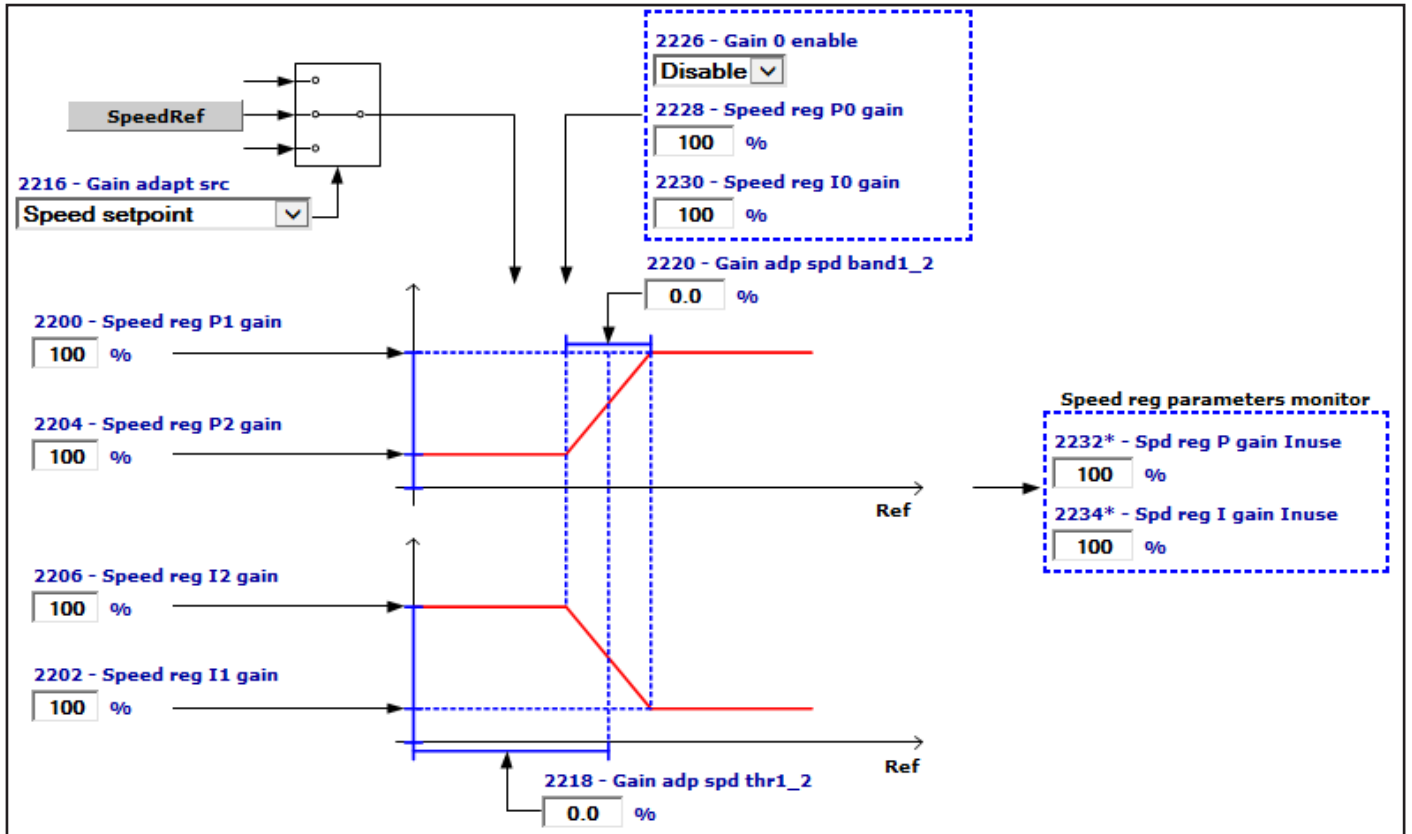 2226 - Gain 0 enable
Disable
SpeedRef
2228 - Speed reg P0 gain
100 %
2216 - Gain adapt src
Speed setpoint
2230 - Speed reg I0 gain
100 %
2220 - Gain adp spd band1_2
0.0 %
2200 - Speed reg P1 gain
100 %
2204 - Speed reg P2 gain
100 %
Ref
Speed reg parameters monitor
2232* - Spd reg P gain Inuse
100 %
2234* - Spd reg I gain Inuse
100 %
2206 - Speed reg I2 gain
100 %
2202 - Speed reg I1 gain
100 %
Ref
2218 - Gain adp spd thr1_2
0.0 %